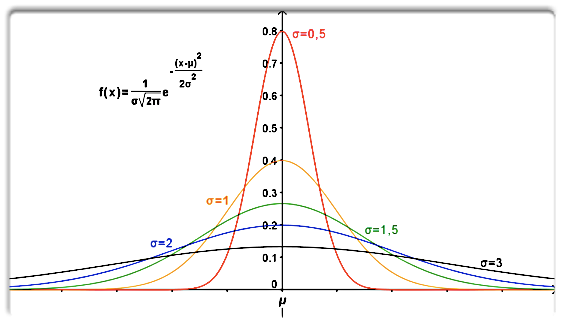 0.8
σ=0,5
0.7
f(x)=1/(σ√2π) e^-(x-μ)²/2σ²
0.6
0.5
0.4
0.3
σ=1
0.2
σ=1,5
σ=2
0.1
σ=3
0
μ